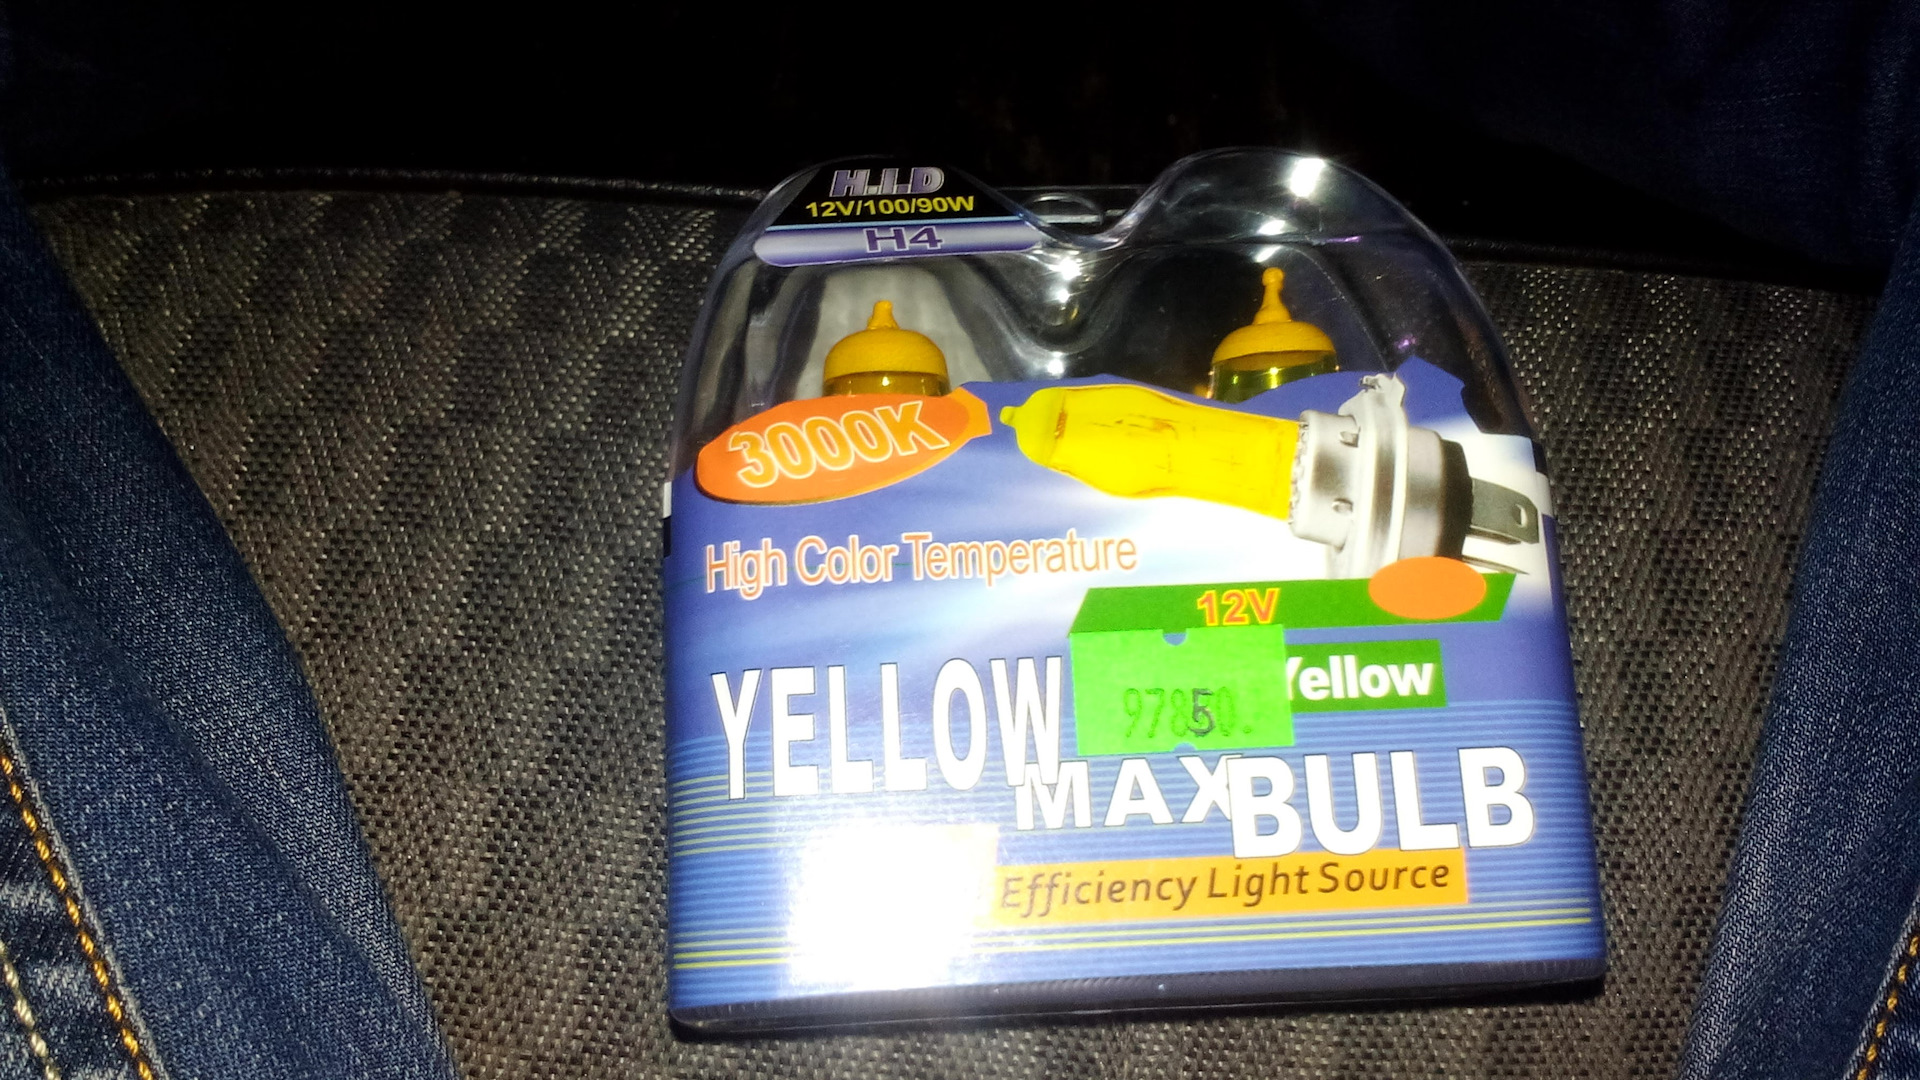 H.I.D
12V/100/90W
H4
3000K
High Color Temperature
12V
Yellow
YELLOW
MAX
BULB
Efficiency Light Source